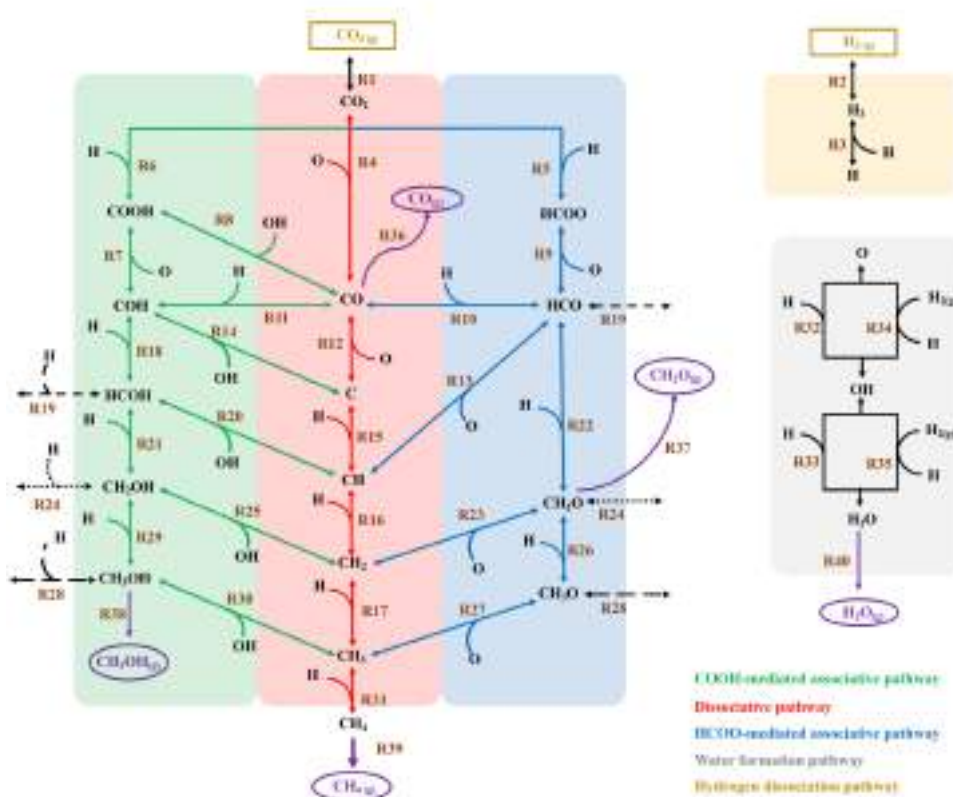 CO₂(g)
H₂(g)
R1
R2
CO₂
H₂
R3
H
H
H
R6
O
R4
R5
H
COOH
R8
OH
CO(g)
R36
HCOO
R7
O
H
H
R9
O
O
COH
R11
CO
R10
HCO
R19
H
R32
R34
H
H
R18
R14
OH
R12
O
OH
H
HCOH
R19
R20
C
R13
CH₂O(g)
H
R21
OH
H
R15
O
H
R22
R37
H
R33
R35
H
H
CH₂OH
R24
R25
CH
H
R16
R23
CH₂O
R24
H₂O
H
R29
OH
O
H
R26
R40
H
CH₃OH
R28
R30
CH₂
H
R17
R27
CH₃O
R28
H₂O(g)
R38
OH
O
CH₃OH(g)
CH₃
H
R31
CH₄
R39
CH₄(g)
COOH-mediated associative pathway
Dissociative pathway
HCOO-mediated associative pathway
Water formation pathway
Hydrogen dissociation pathway